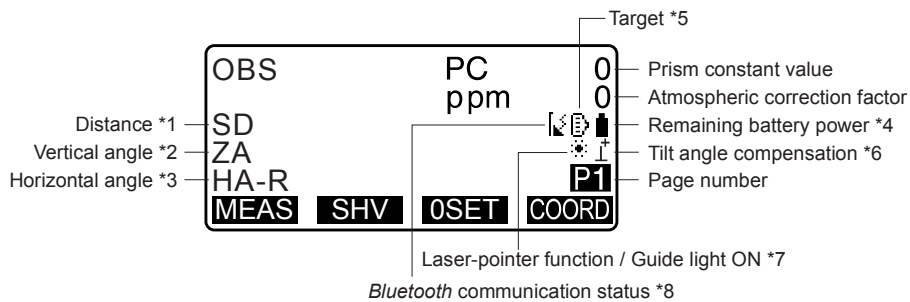 Target *5
OBS PC 0 Prism constant value
ppm 0 Atmospheric correction factor
Distance *1 SD Remaining battery power *4
Vertical angle *2 ZA Tilt angle compensation *6
Horizontal angle *3 HA-R P1 Page number
MEAS SHV 0SET COORD
Laser-pointer function / Guide light ON *7
Bluetooth communication status *8